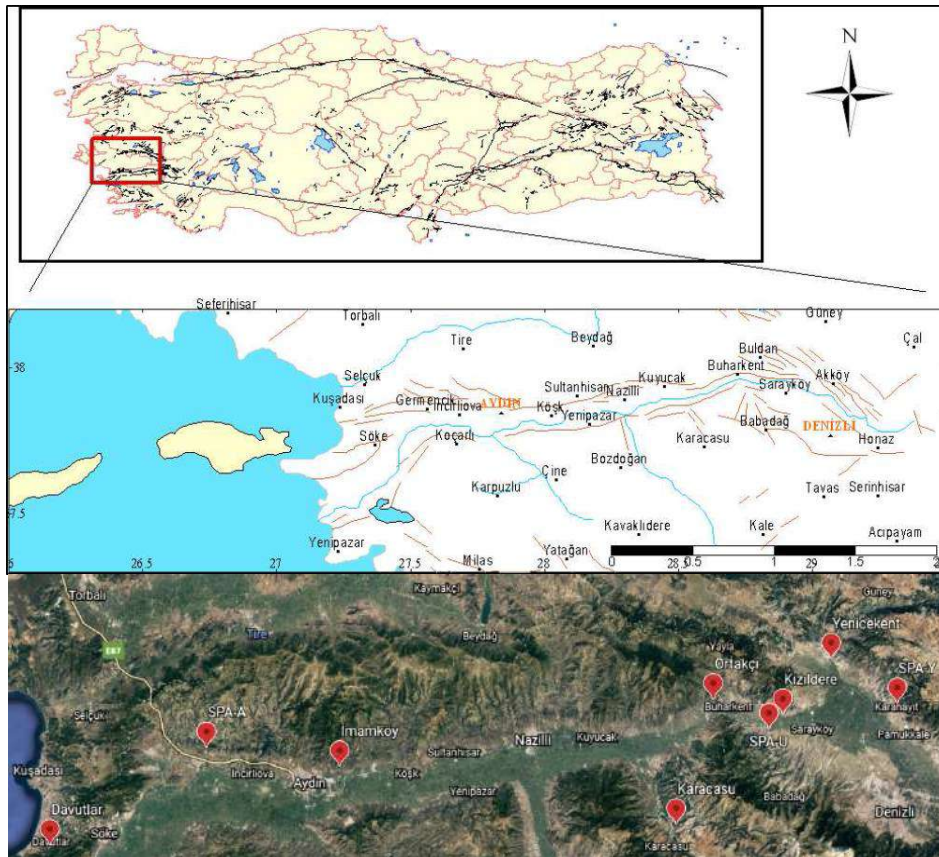 N
Seferihisar
Torbalı
Güney
Tire
Beydağ
Çal
38
Buldan
Selçuk
Buharkent
Akköy
Kuyucak
Sarayköy
Kuşadası
Germencik
Sultanhisar
Nazilli
İncirliova
AYDIN
Köşk
Yenipazar
Söke
Koçarlı
Karacasu
Babadağ
DENİZLİ
Honaz
Çine
Bozdoğan
Karpuzlu
Tavas
Serinhisar
Kavaklıdere
Kale
Acıpayam
Yenipazar
Milas
Yatağan
26.5
27
27.5
28
28.5
29
0
0.5
1
1.5
2
Torbalı
Kaymakçı
Güney
E87
Tire
Beydağ
Yenicekent
Yayla
Ortakçı
Kızıldere
SPA-Y
Selçuk
SPA-A
Buharkent
Karahayıt
İmamköy
Sarayköy
Pamukkale
Kuşadası
Nazilli
Kuyucak
SPA-U
Sultanhisar
İncirliova
Aydın
Köşk
Yenipazar
Karacasu
Babadağ
Denizli
Davutlar
Davutlar
Söke
Karacasu